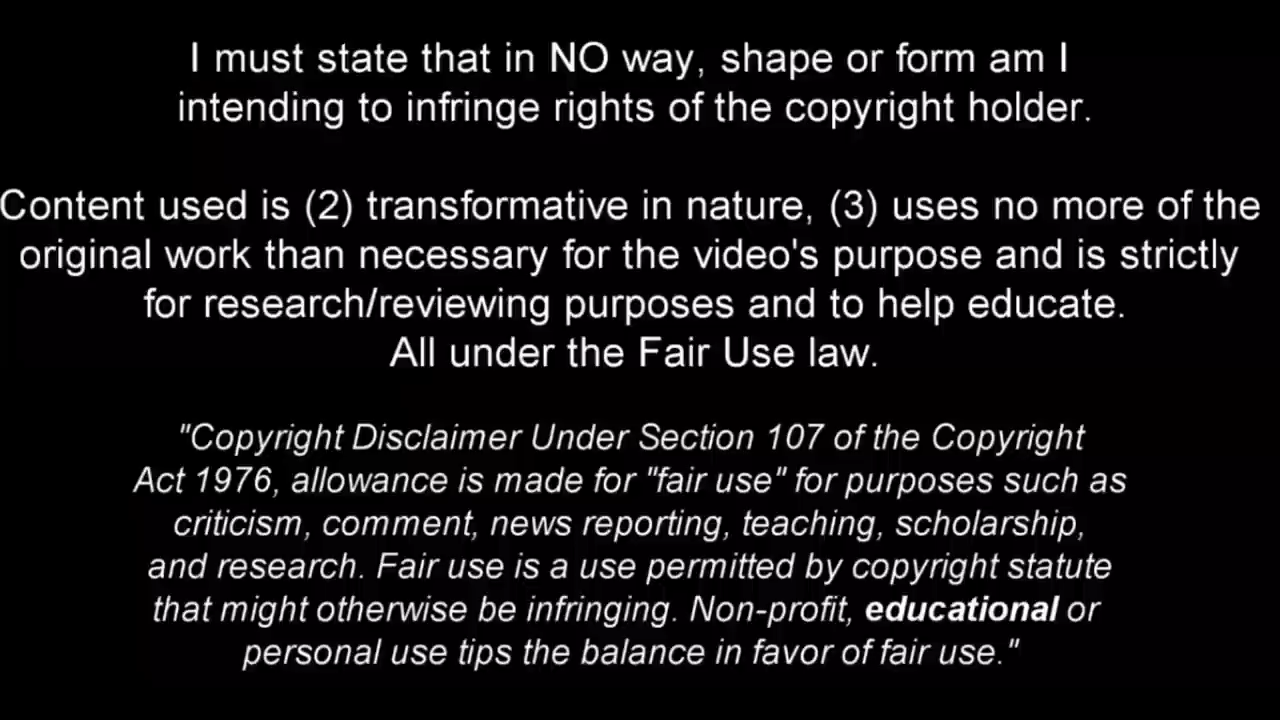 I must state that in NO way, shape or form am I
intending to infringe rights of the copyright holder.
Content used is (2) transformative in nature, (3) uses no more of the
original work than necessary for the video's purpose and is strictly
for research/reviewing purposes and to help educate.
All under the Fair Use law.
"Copyright Disclaimer Under Section 107 of the Copyright
Act 1976, allowance is made for "fair use" for purposes such as
criticism, comment, news reporting, teaching, scholarship,
and research. Fair use is a use permitted by copyright statute
that might otherwise be infringing. Non-profit, educational or
personal use tips the balance in favor of fair use."